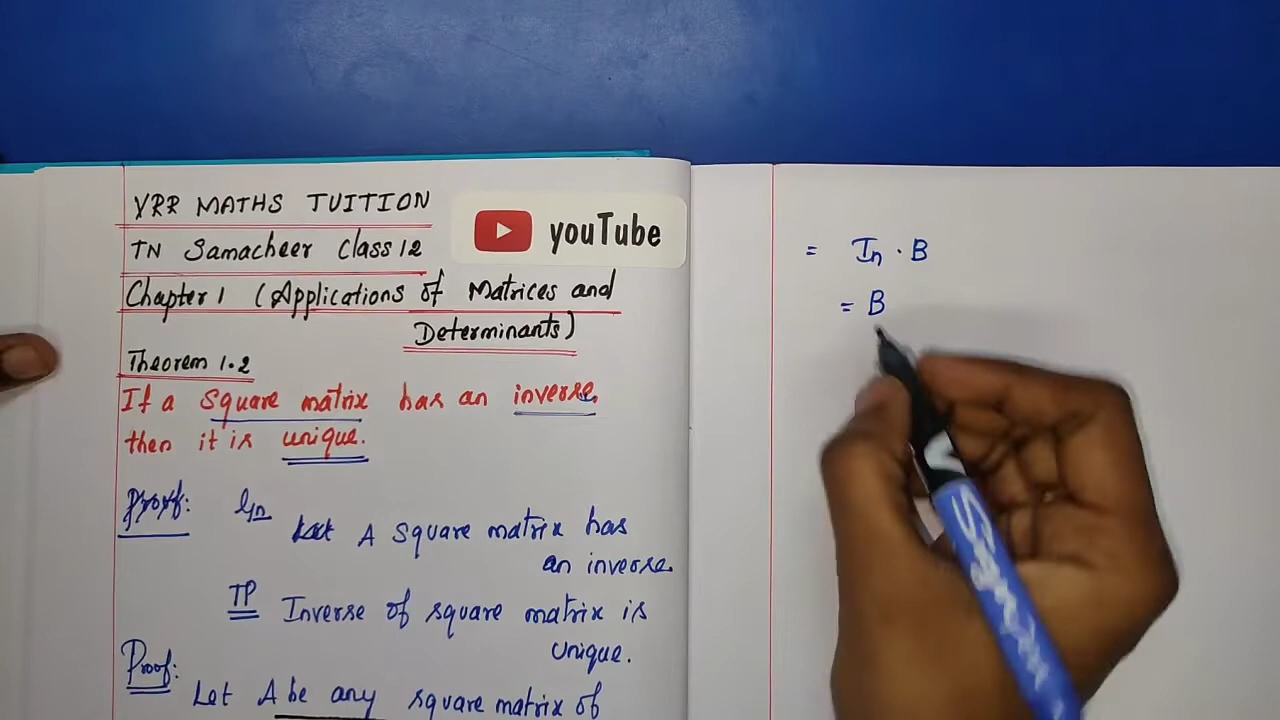 YRR MATHS TUITION
TN Samacheer Class 12
Chapter 1 (Applications of Matrices and
Determinants)
Theorem 1.2
If a square matrix has an inverse,
then it is unique.
Proof: Gn
A square matrix has
an inverse.
TP Inverse of square matrix is
unique.
Proof:
Let A be any square matrix of
youTube
= In · B
= B